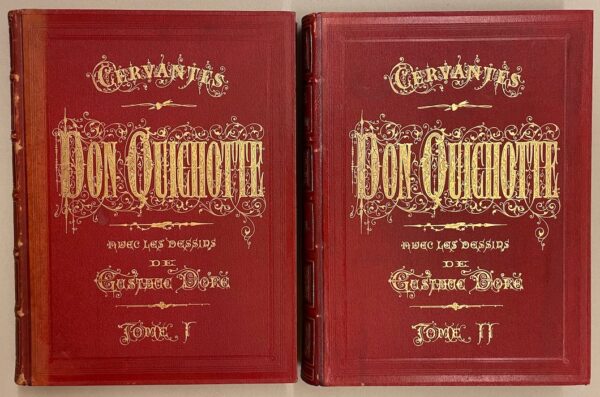 CERVANTES
DON QUICHOTTE
AVEC LES DESSINS
DE
GUSTAVE DORÉ
TOME I
CERVANTES
DON QUICHOTTE
AVEC LES DESSINS
DE
GUSTAVE DORÉ
TOME II